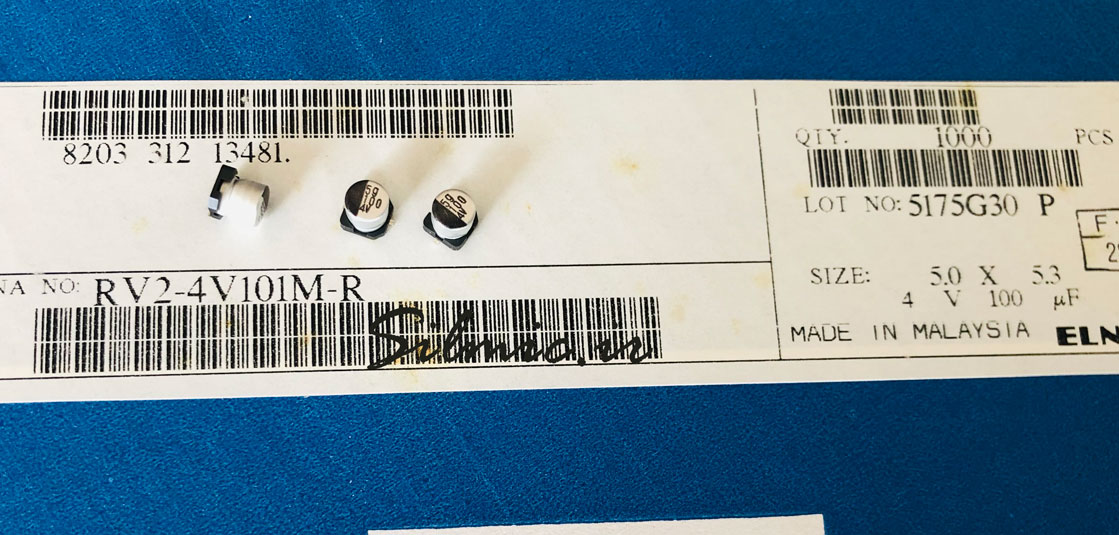 8203 312 13481.
NA NO: RV2-4V101M-R
QTY. 1000 PCS
LOT NO: 5175G30 P
SIZE: 5.0 X 5.3
4 V 100 µF
MADE IN MALAYSIA ELN